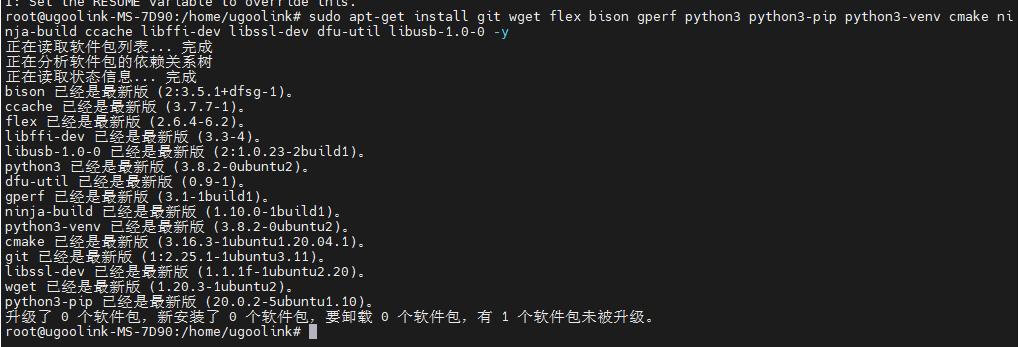 I: Set the RESUME variable to override this.
root@ugoolink-MS-7D90:/home/ugoolink# sudo apt-get install git wget flex bison gperf python3 python3-pip python3-venv cmake ni
nja-build ccache libffi-dev libssl-dev dfu-util libusb-1.0-0 -y
正在读取软件包列表... 完成
正在分析软件包的依赖关系树
正在读取状态信息... 完成
bison 已经是最新版 (2:3.5.1+dfsg-1)。
ccache 已经是最新版 (3.7.7-1)。
flex 已经是最新版 (2.6.4-6.2)。
libffi-dev 已经是最新版 (3.3-4)。
libusb-1.0-0 已经是最新版 (2:1.0.23-2build1)。
python3 已经是最新版 (3.8.2-0ubuntu2)。
dfu-util 已经是最新版 (0.9-1)。
gperf 已经是最新版 (3.1-1build1)。
ninja-build 已经是最新版 (1.10.0-1build1)。
python3-venv 已经是最新版 (3.8.2-0ubuntu2)。
cmake 已经是最新版 (3.16.3-1ubuntu1.20.04.1)。
git 已经是最新版 (1:2.25.1-1ubuntu3.11)。
libssl-dev 已经是最新版 (1.1.1f-1ubuntu2.20)。
wget 已经是最新版 (1.20.3-1ubuntu2)。
python3-pip 已经是最新版 (20.0.2-5ubuntu1.10)。
升级了 0 个软件包，新安装了 0 个软件包，要卸载 0 个软件包，有 1 个软件包未被升级。
root@ugoolink-MS-7D90:/home/ugoolink#